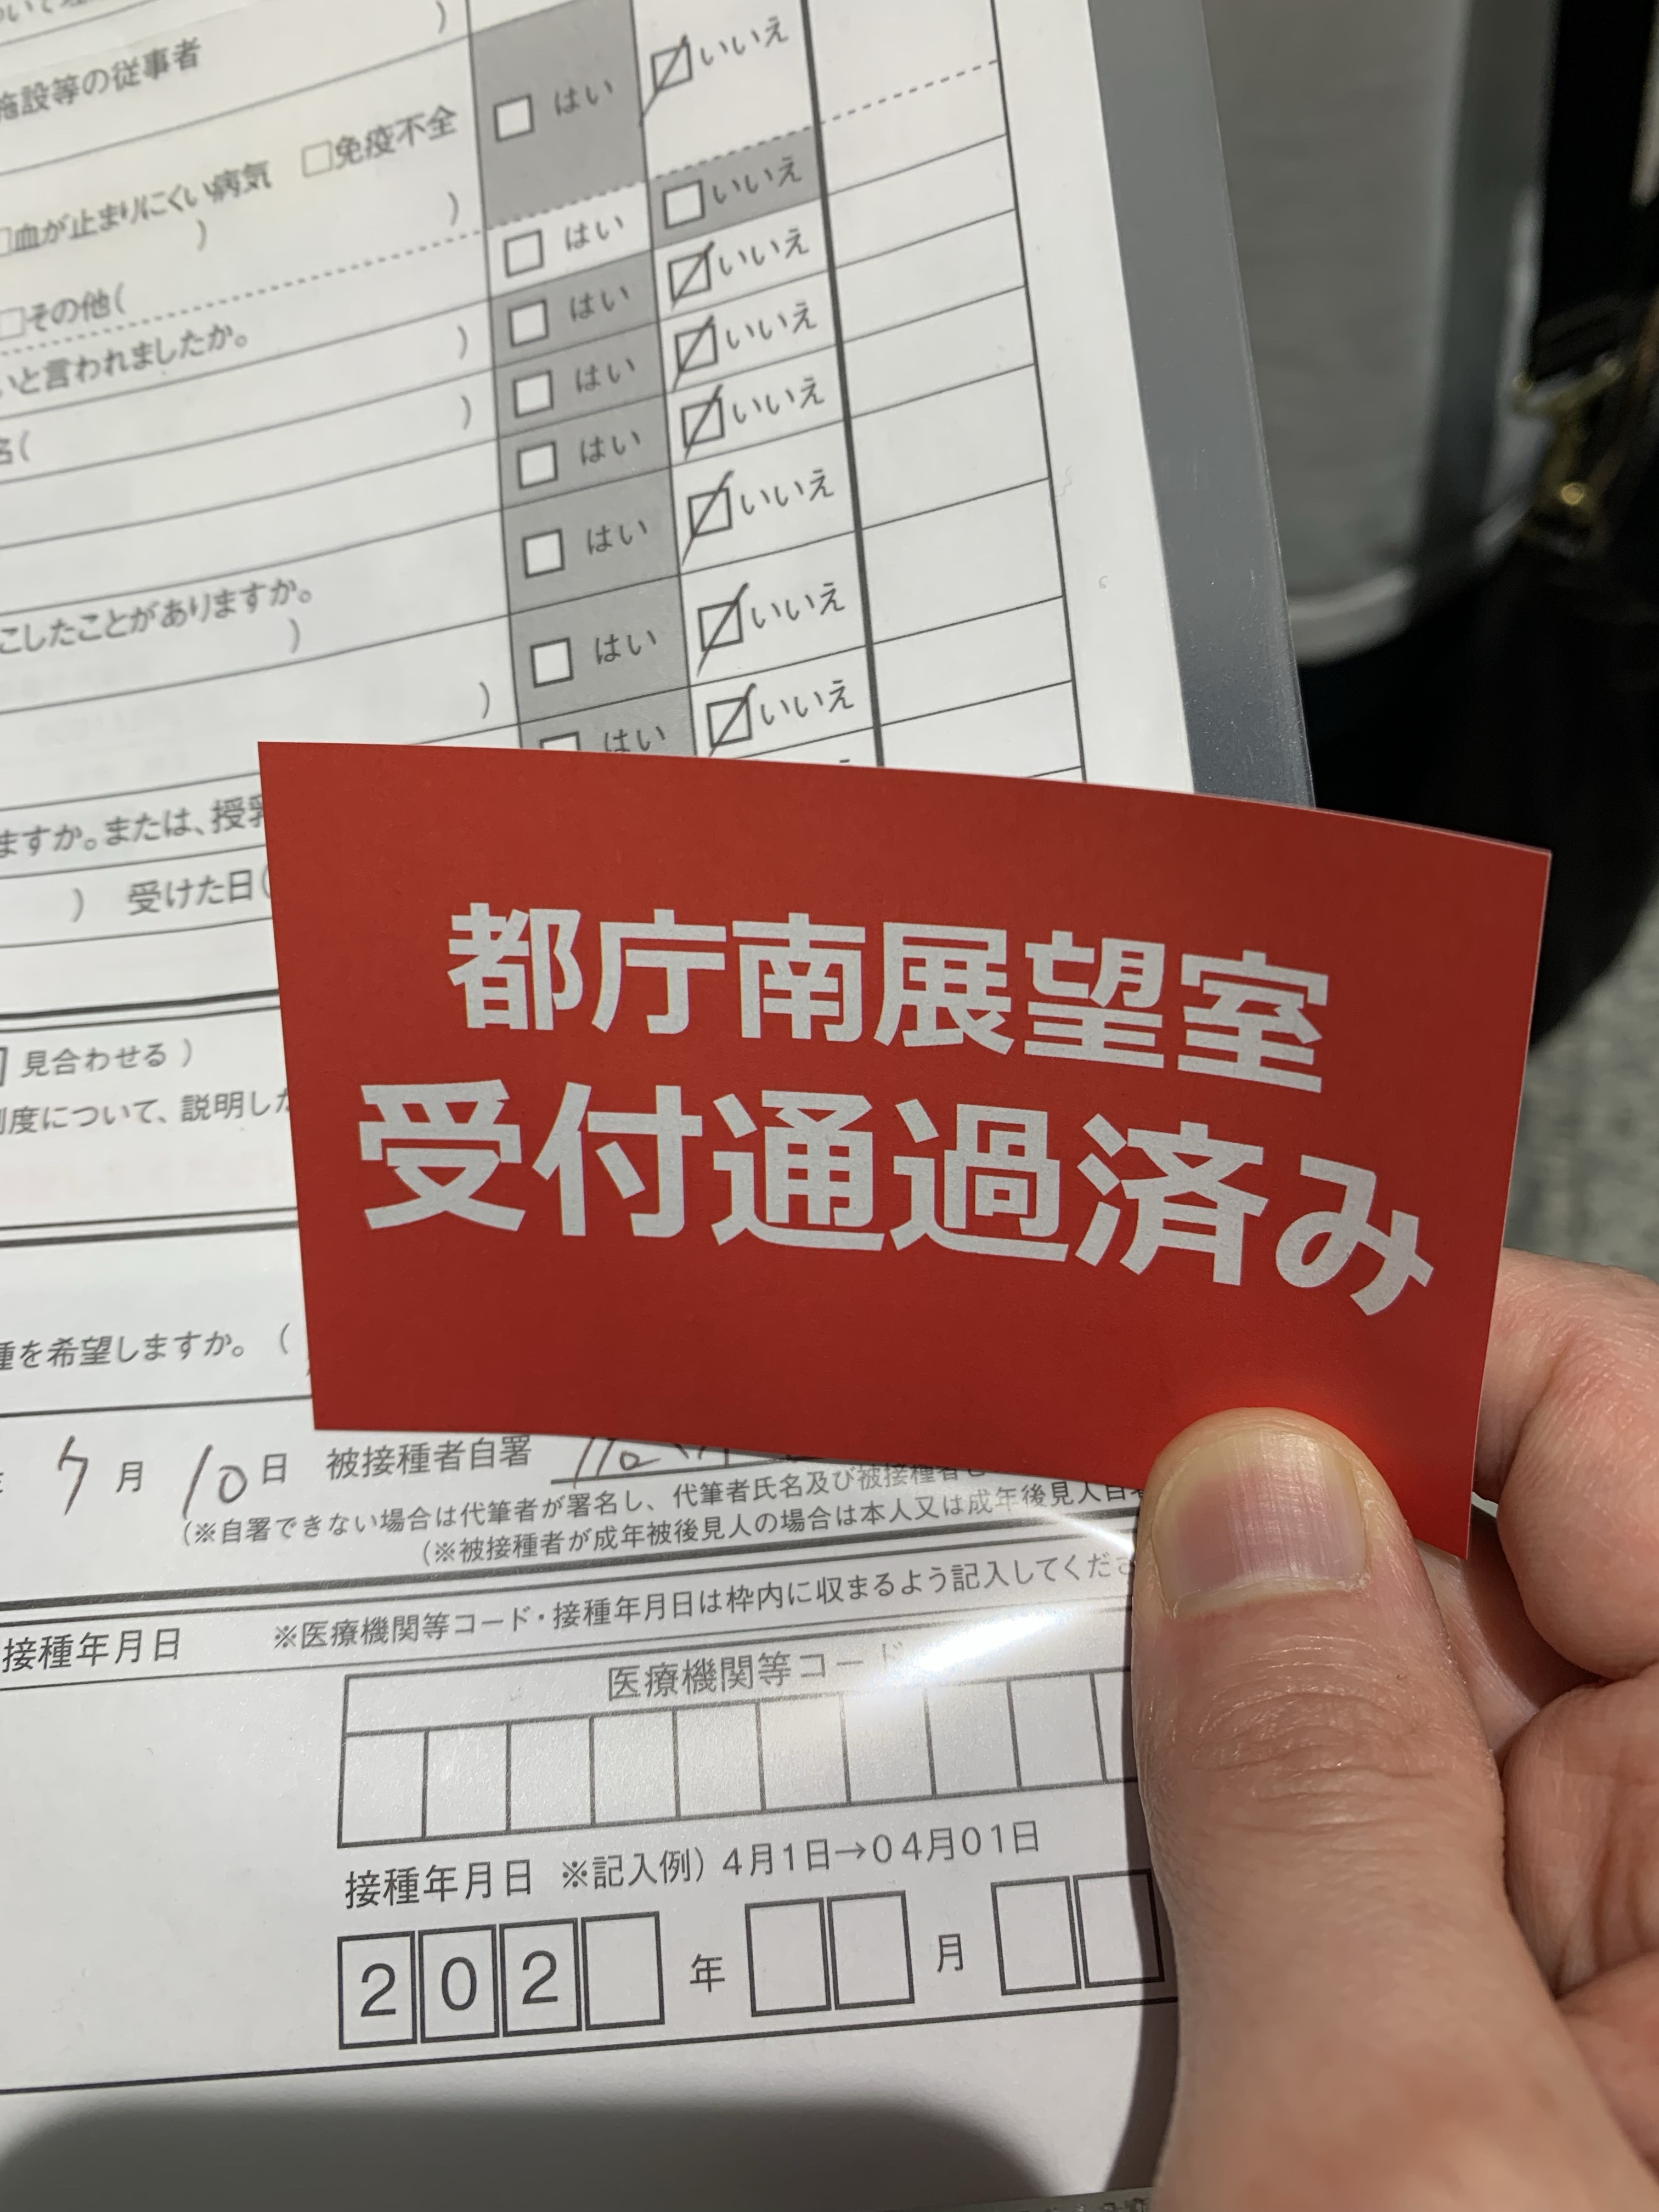 施設等の従事者
)
はい
いいえ
血が止まりにくい病気 □免疫不全
)
)
はい
いいえ
□その他(
はい
いいえ
いと言われましたか。
)
はい
いいえ
名(
)
はい
いいえ
はい
いいえ
こしたことがありますか。
)
はい
いいえ
)
はい
いいえ
ますか。または、授乳
) 受けた日(
都庁南展望室
受付通過済み
見合わせる )
制度について、説明した
種を希望しますか。 (
7月10日 被接種者自署
(※自署できない場合は代筆者が署名し、代筆者氏名及び被接種者と
(※被接種者が成年被後見人の場合は本人又は成年後見人自署
接種年月日 ※医療機関等コード・接種年月日は枠内に収まるよう記入してくださ
医療機関等コード
接種年月日 ※記入例) 4月1日→04月01日
202 年 月